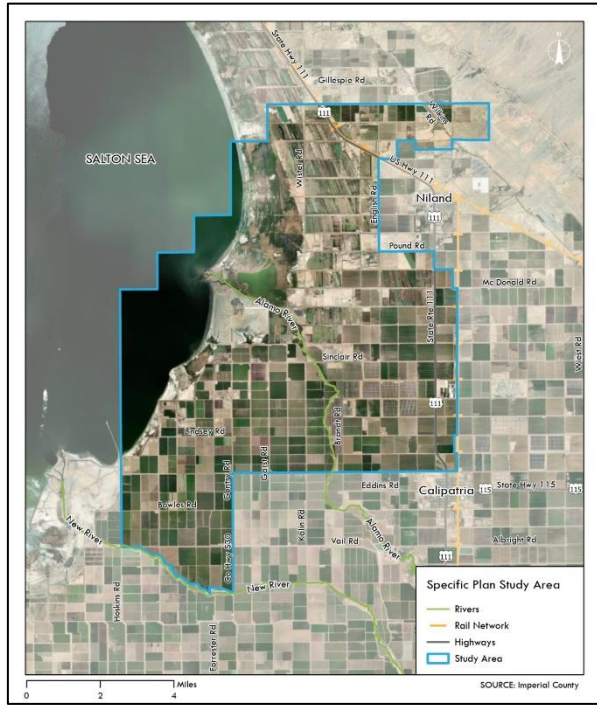 State Hwy 111
Gillespie Rd
111
Wilkins Rd
SALTON SEA
Wister Rd
US Hwy 111
English Rd
Niland
111
Pound Rd
Mc Donald Rd
Alamo River
State Rte 111
Sinclair Rd
Wiest Rd
111
Brandt Rd
Lindsey Rd
Garst Rd
Gentry Rd
Eddins Rd
State Hwy 115
Calipatria
115
115
Bowles Rd
Kalin Rd
New River
Co Hwy S30
Vail Rd
Alamo River
Albright Rd
111
Hoskins Rd
New River
Forrester Rd
Specific Plan Study Area
Rivers
Rail Network
Highways
Study Area
Miles
0 2 4
SOURCE: Imperial County